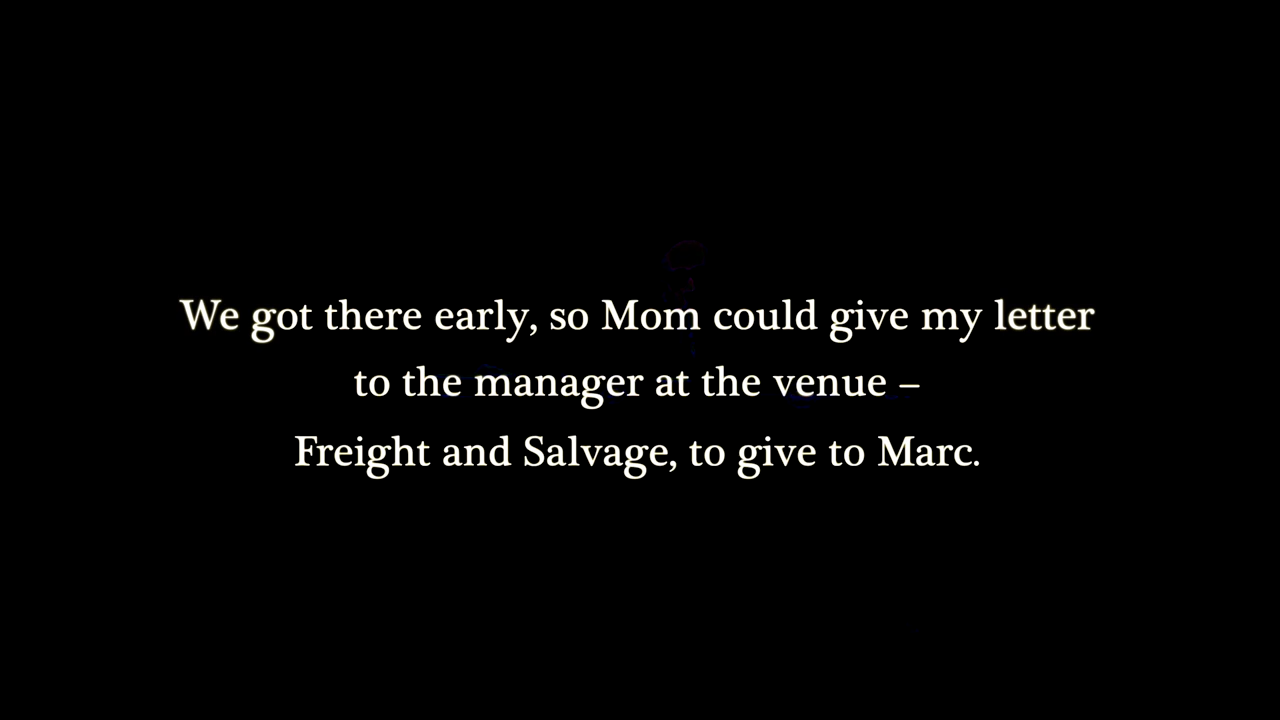 We got there early, so Mom could give my letter
to the manager at the venue –
Freight and Salvage, to give to Marc.